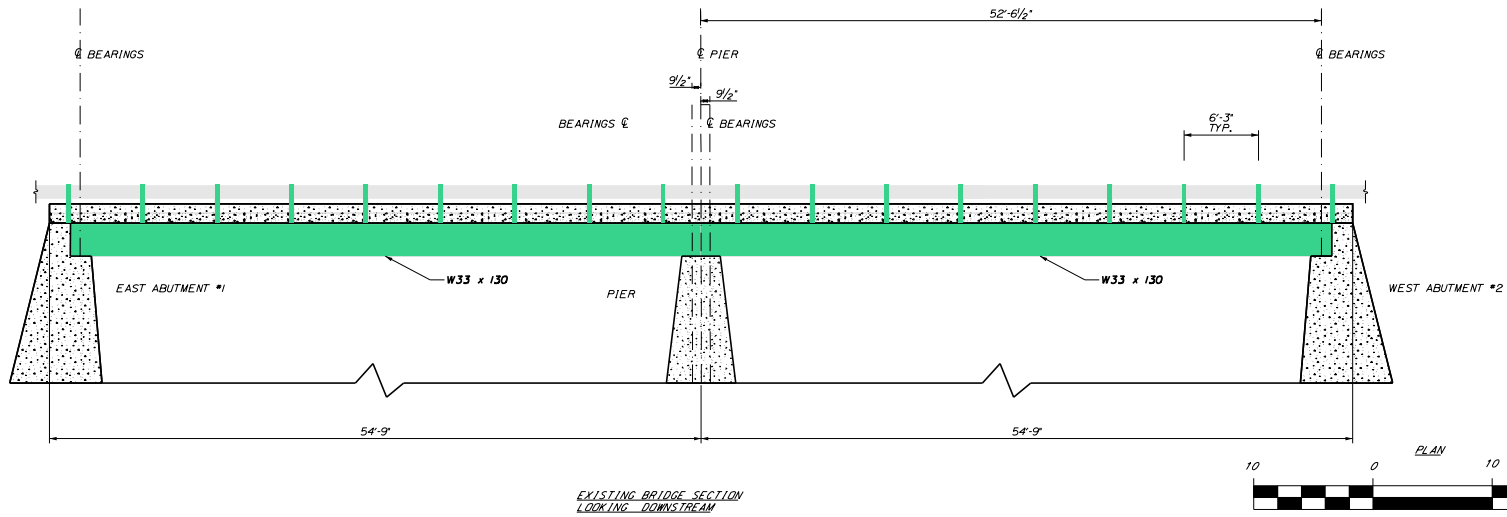 52'-6½"
℄ BEARINGS
℄ PIER
℄ BEARINGS
9½"
9½"
BEARINGS ℄
℄ BEARINGS
6'-3"
TYP.
W33 x 130
W33 x 130
EAST ABUTMENT #1
PIER
WEST ABUTMENT #2
54'-9"
54'-9"
PLAN
10 0 10
EXISTING BRIDGE SECTION
LOOKING DOWNSTREAM